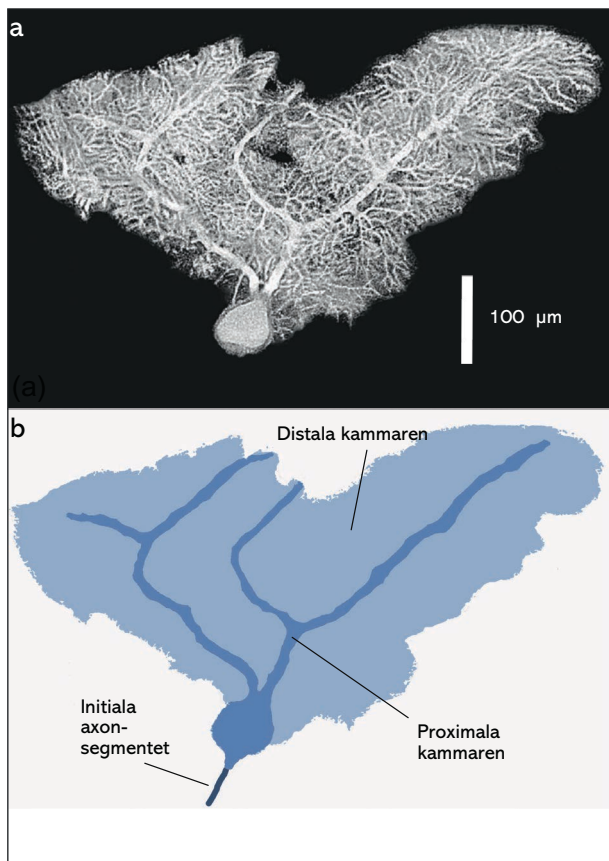 a
100 µm
(a)
b
Distala kammaren
Initiala
axon-
segmentet
Proximala
kammaren